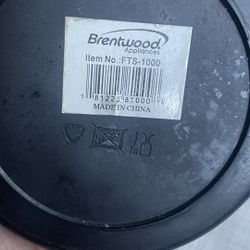 Brentwood
Appliances
Item No.:FTS-1000
MADE IN CHINA